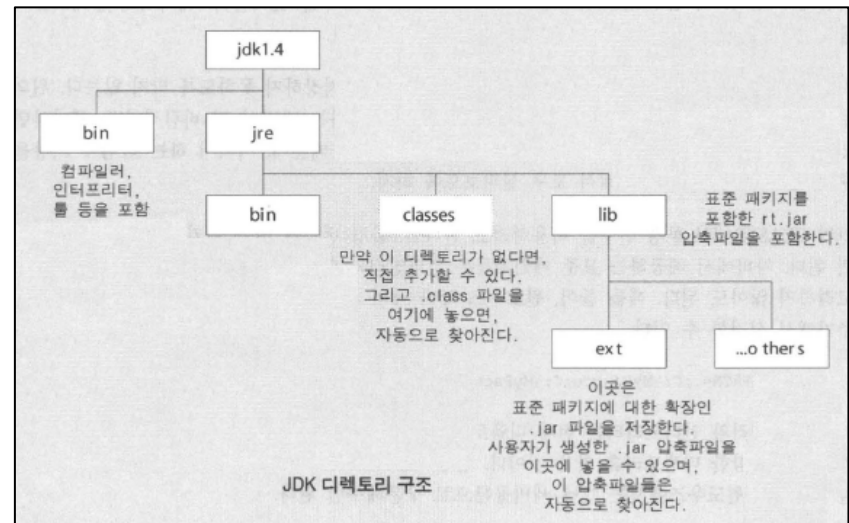 jdk1.4
bin
jre
컴파일러,
인터프리터,
툴 등을 포함
bin
classes
lib
표준 패키지를
포함한 rt.jar
압축파일을 포함한다.
만약 이 디렉토리가 없다면,
직접 추가할 수 있다.
그리고 .class 파일을
여기에 놓으면,
자동으로 찾아진다.
ext
...others
이곳은
표준 패키지에 대한 확장인
.jar 파일을 저장한다.
사용자가 생성한 .jar 압축파일을
이곳에 넣을 수 있으며,
이 압축파일들은
자동으로 찾아진다.
JDK 디렉토리 구조